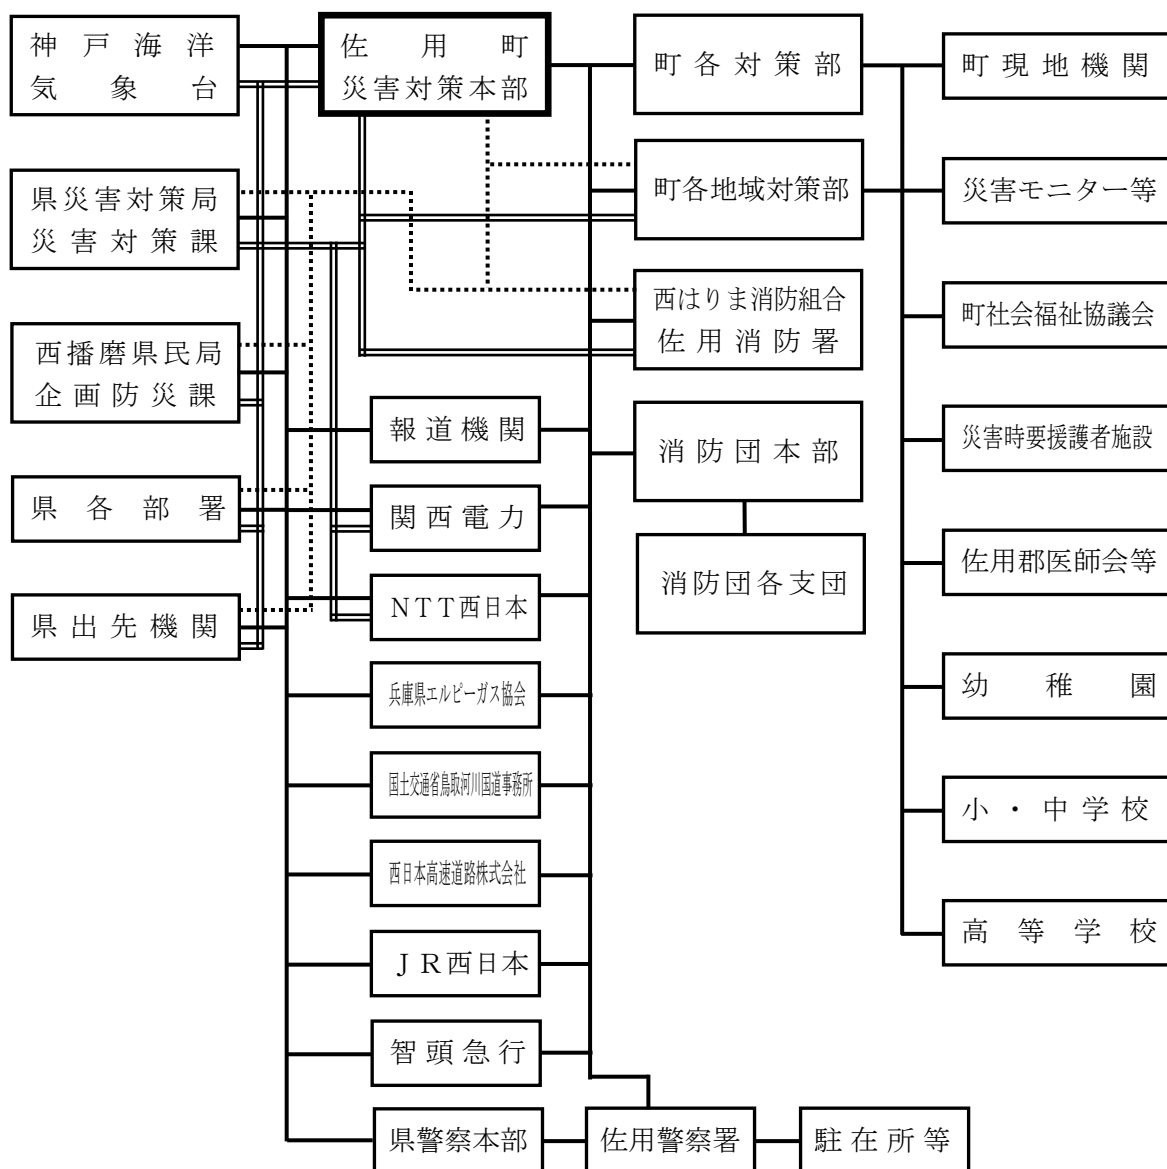 神戸海洋
気象台
佐用町
災害対策本部
町各対策部
町現地機関
県災害対策局
災害対策課
町各地域対策部
災害モニター等
西はりま消防組合
佐用消防署
町社会福祉協議会
西播磨県民局
企画防災課
報道機関
消防団本部
災害時要援護者施設
県各部署
関西電力
消防団各支団
佐用郡医師会等
県出先機関
NTT西日本
兵庫県エルピーガス協会
幼稚園
国土交通省鳥取河川国道事務所
小・中学校
西日本高速道路株式会社
高等学校
JR西日本
智頭急行
県警察本部
佐用警察署
駐在所等